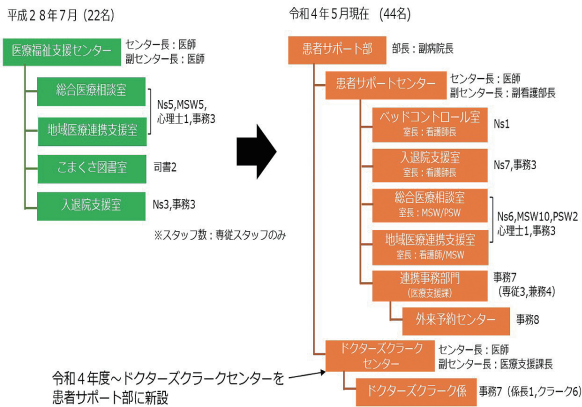 平成２８年７月（22名）
医療福祉支援センター
センター長：医師
副センター長：医師
総合医療相談室
地域医療連携支援室
Ns5,MSW5,
心理士1,事務3
こまくさ図書室
司書2
入退院支援室
Ns3,事務3
※スタッフ数：専従スタッフのみ
令和４年５月現在 （44名）
患者サポート部
部長：副病院長
患者サポートセンター
センター長：医師
副センター長：副看護部長
ベッドコントロール室
室長：看護師長
Ns1
入退院支援室
室長：看護師長
Ns7,事務3
総合医療相談室
室長：MSW/PSW
地域医療連携支援室
室長：看護師/MSW
Ns6,MSW10,PSW2
心理士1,事務3
連携事務部門
（医療支援課）
事務7
（専従3,兼務4）
外来予約センター
事務8
ドクターズクラーク
センター
センター長：医師
副センター長：医療支援課長
ドクターズクラーク係
事務7（係長1,クラーク6）
令和４年度～ドクターズクラークセンターを
患者サポート部に新設